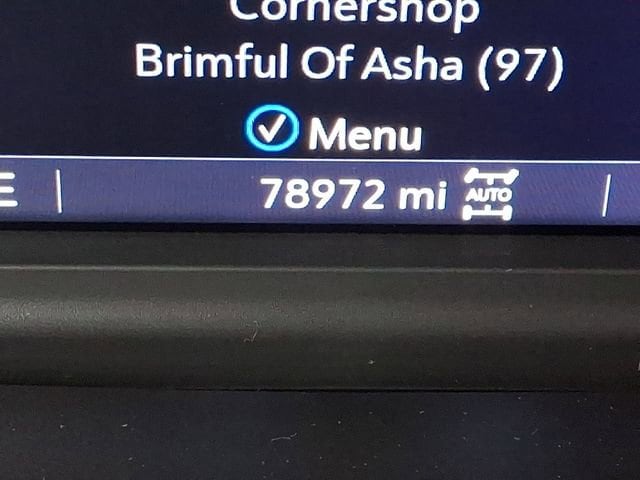 Cornershop
Brimful Of Asha (97)
Menu
78972 mi AUTO